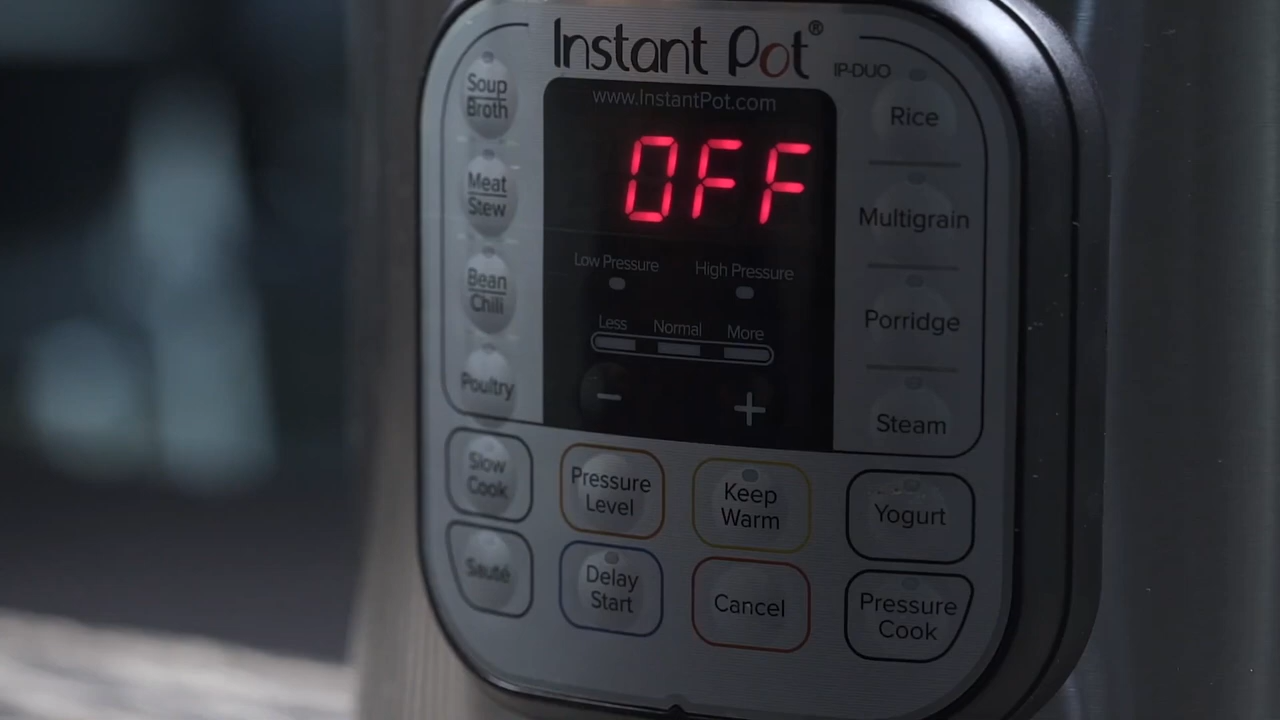 Instant Pot®
IP-DUO
www.InstantPot.com
OFF
Low Pressure
High Pressure
Less
Normal
More
−
+
Soup
Broth
Meat
Stew
Bean
Chili
Poultry
Rice
Multigrain
Porridge
Steam
Slow
Cook
Pressure
Level
Keep
Warm
Yogurt
Sauté
Delay
Start
Cancel
Pressure
Cook